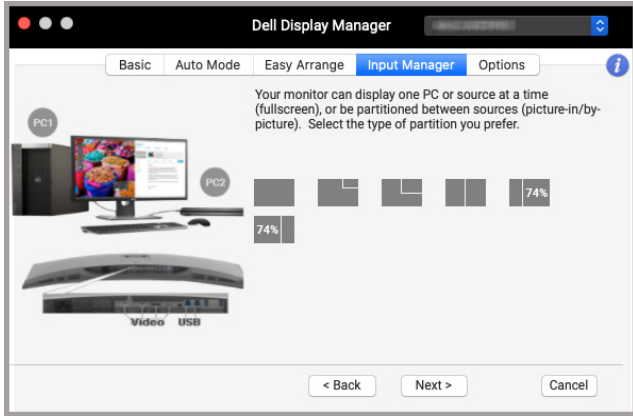 Dell Display Manager
Basic
Auto Mode
Easy Arrange
Input Manager
Options
i
Your monitor can display one PC or source at a time
(fullscreen), or be partitioned between sources (picture-in/by-
picture). Select the type of partition you prefer.
PC1
PC2
74%
74%
Video
USB
< Back
Next >
Cancel